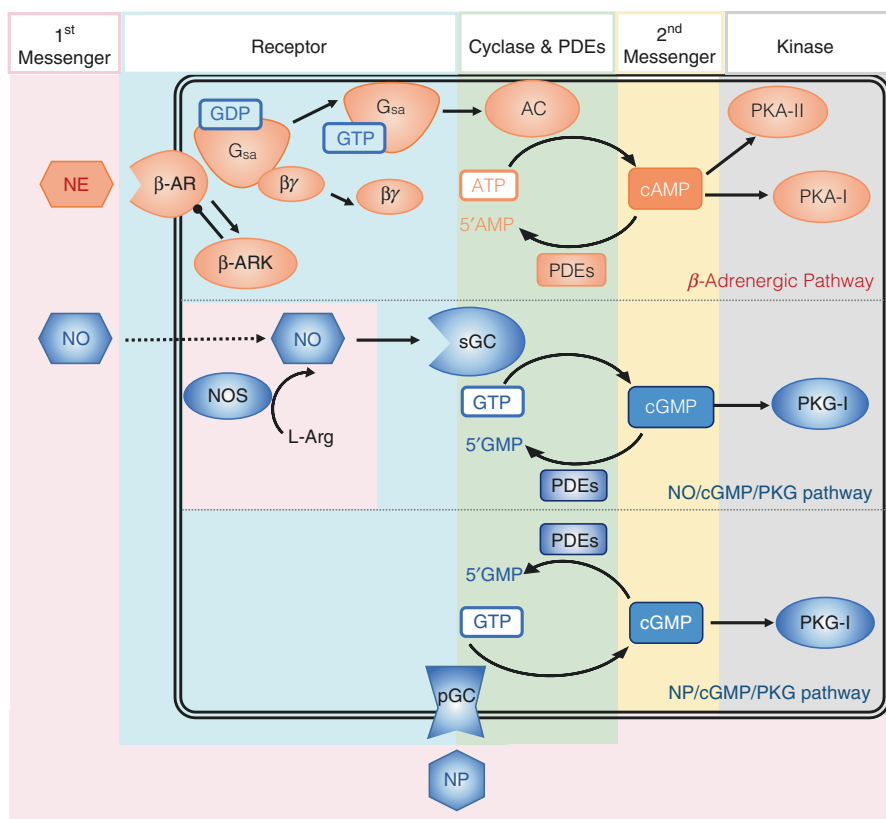 1st
Messenger
Receptor
Cyclase & PDEs
2nd
Messenger
Kinase
GDP
Gsa
βγ
Gsa
GTP
βγ
AC
PKA-II
NE
β-AR
ATP
cAMP
PKA-I
5′AMP
β-ARK
PDEs
β-Adrenergic Pathway
NO
NO
sGC
NOS
L-Arg
GTP
cGMP
PKG-I
5′GMP
PDEs
NO/cGMP/PKG pathway
PDEs
5′GMP
GTP
cGMP
PKG-I
pGC
NP/cGMP/PKG pathway
NP